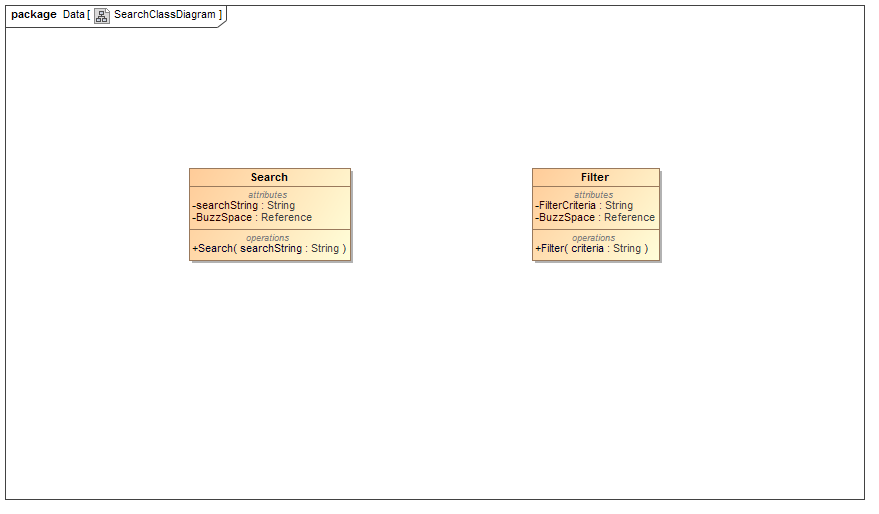 package Data [ SearchClassDiagram ]
Search
attributes
-searchString : String
-BuzzSpace : Reference
operations
+Search( searchString : String )
Filter
attributes
-FilterCriteria : String
-BuzzSpace : Reference
operations
+Filter( criteria : String )